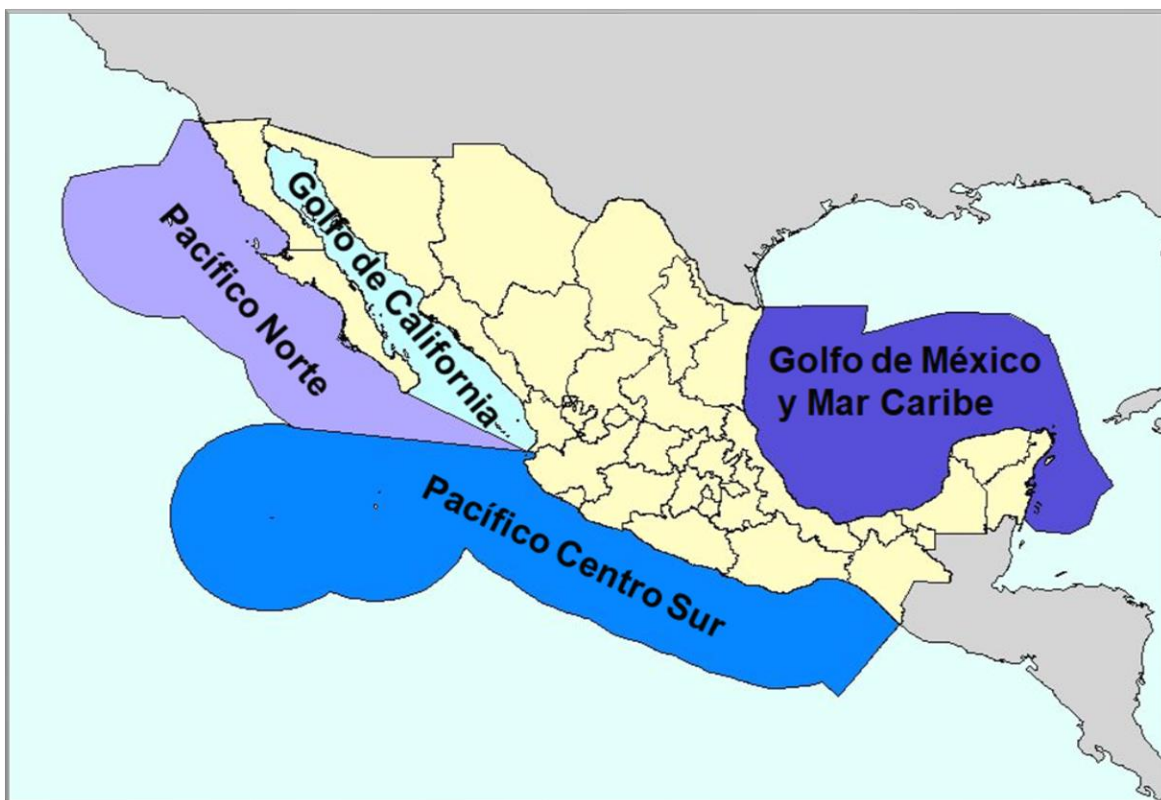 Golfo de California
Pacífico Norte
Golfo de México
y Mar Caribe
Pacífico Centro Sur